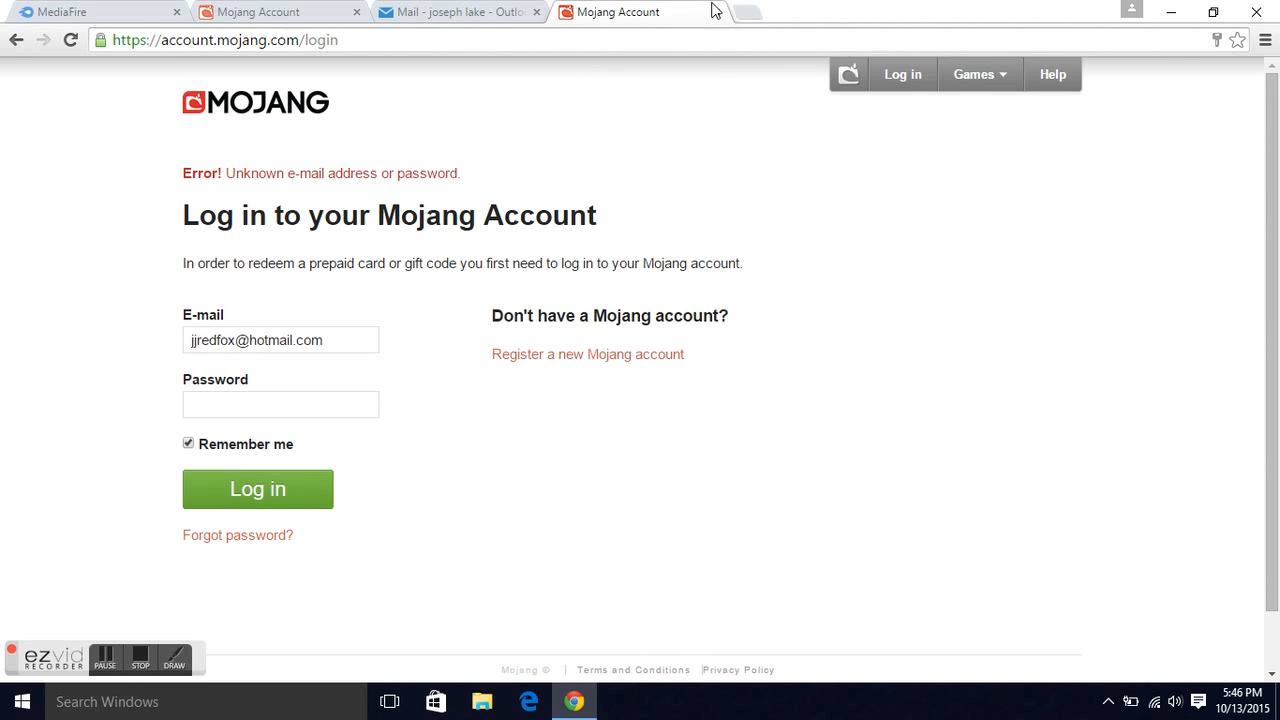 MediaFire
Mojang Account
Mail - joseph lake - Outlo
Mojang Account
https://account.mojang.com/login
Log in
Games
Help
MOJANG
Error! Unknown e-mail address or password.
Log in to your Mojang Account
In order to redeem a prepaid card or gift code you first need to log in to your Mojang account.
E-mail
jjredfox@hotmail.com
Don't have a Mojang account?
Register a new Mojang account
Password
Remember me
Log in
Forgot password?
ezvid
RECORDER
PAUSE
STOP
DRAW
Mojang ©
Terms and Conditions
Privacy Policy
Search Windows
5:46 PM
10/13/2015